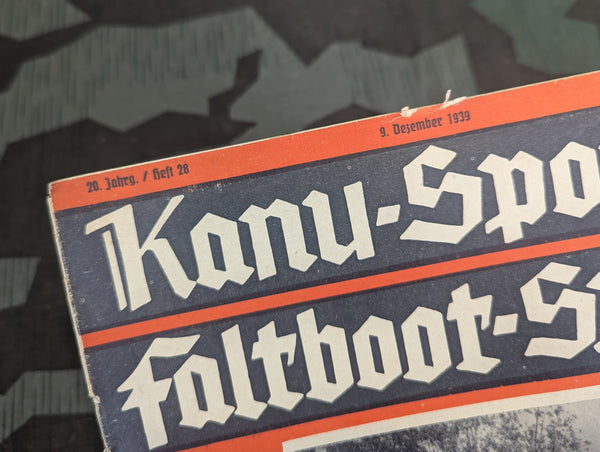 20. Jahrg. / Heft 28
9. Dezember 1939
Kanu-Spo
Faltboot-S